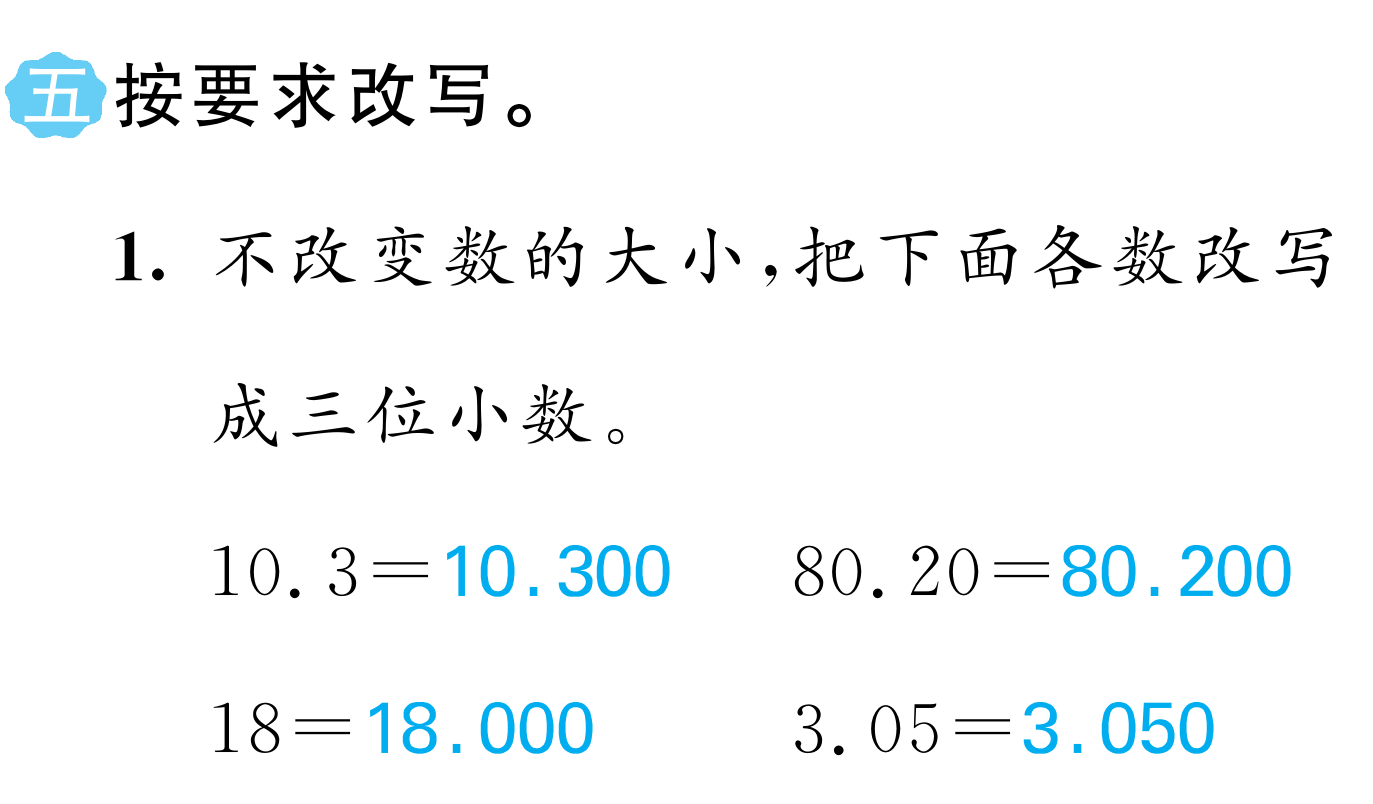 五 按要求改写。
1. 不改变数的大小,把下面各数改写
成三位小数。
10.3=10.300 80.20=80.200
18=18.000 3.05=3.050